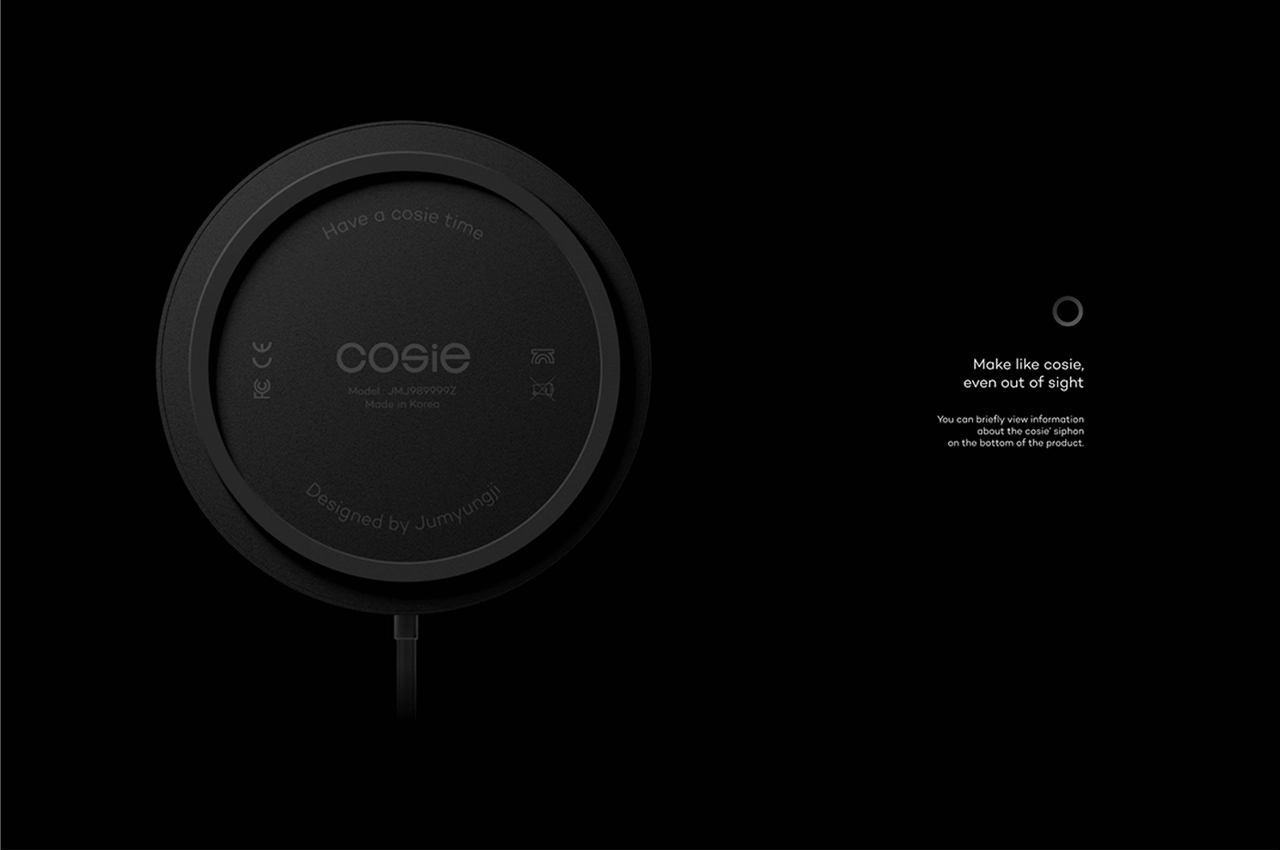 Have a cosie time
CE
FC
cosie
Model : JMJ989999Z
Made in Korea
Designed by Jumyungji
Make like cosie,
even out of sight
You can briefly view information
about the cosie' siphon
on the bottom of the product.